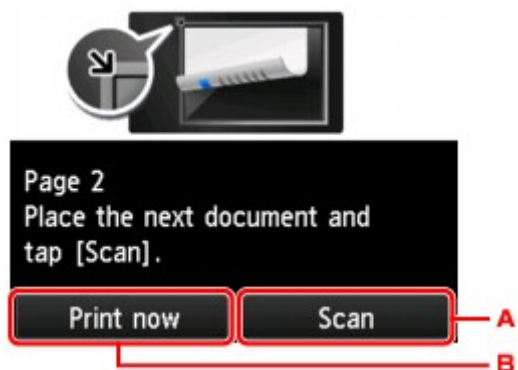 Page 2
Place the next document and
tap [Scan].
Print now Scan
A
B